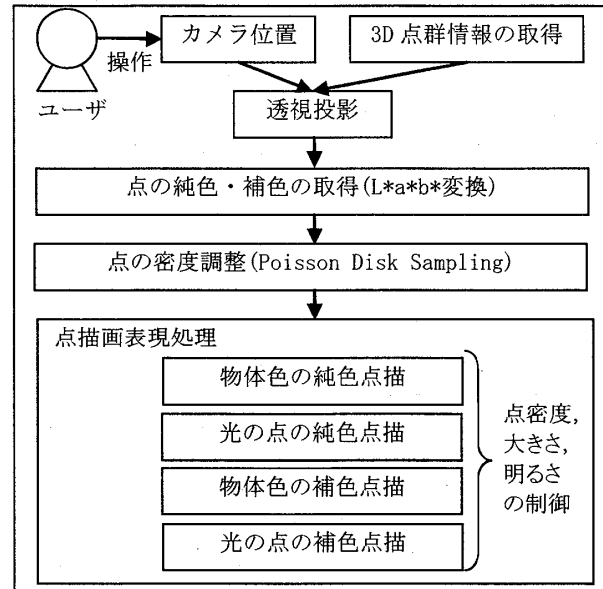 カメラ位置
3D 点群情報の取得
操作
ユーザ
透視投影
点の純色・補色の取得(L*a*b*変換)
点の密度調整(Poisson Disk Sampling)
点描画表現処理
物体色の純色点描
光の点の純色点描
物体色の補色点描
光の点の補色点描
点密度,
大きさ,
明るさ
の制御